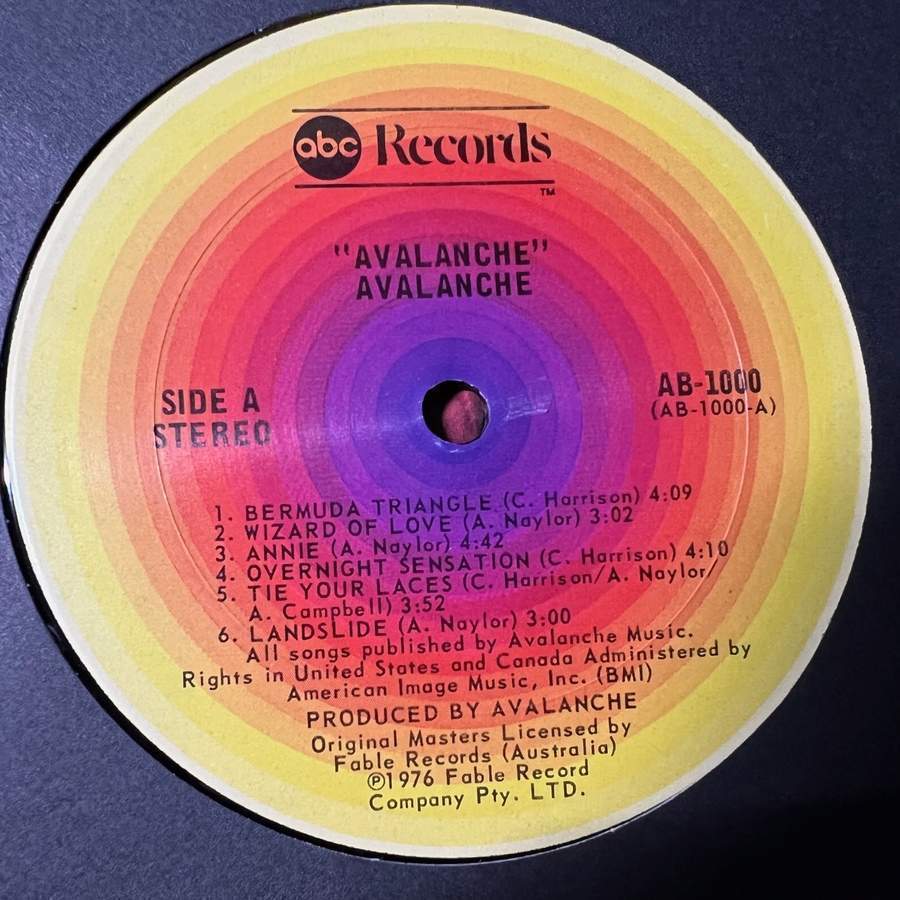 abc Records
TM
"AVALANCHE"
AVALANCHE
SIDE A
STEREO
AB-1000
(AB-1000-A)
1. BERMUDA TRIANGLE (C. Harrison) 4:09
2. WIZARD OF LOVE (A. Naylor) 3:02
3. ANNIE (A. Naylor) 4:42
4. OVERNIGHT SENSATION (C. Harrison) 4:10
5. TIE YOUR LACES (C. Harrison/A. Naylor/
A. Campbell) 3:52
6. LANDSLIDE (A. Naylor) 3:00
All songs published by Avalanche Music.
Rights in United States and Canada Administered by
American Image Music, Inc. (BMI)
PRODUCED BY AVALANCHE
Original Masters Licensed by
Fable Records (Australia)
℗1976 Fable Record
Company Pty. LTD.